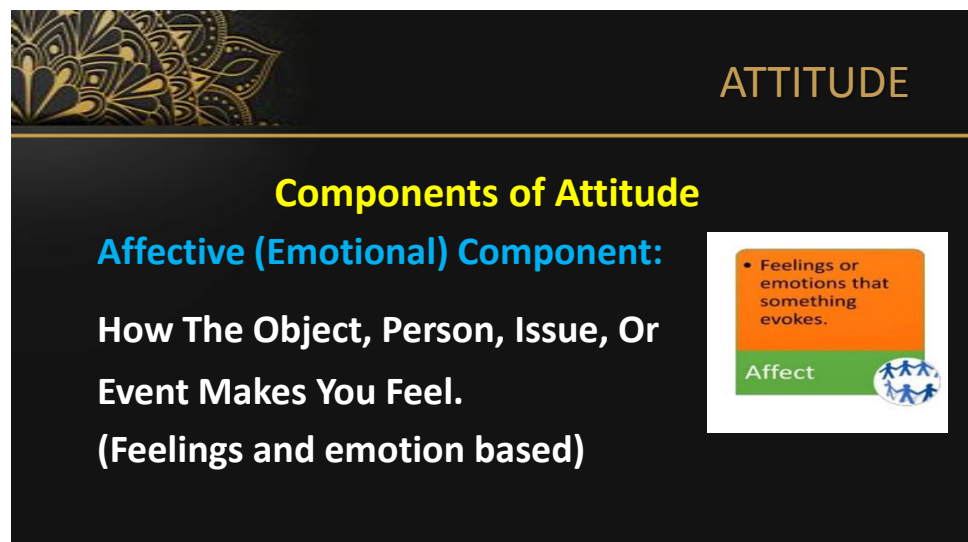 ATTITUDE
Components of Attitude
Affective (Emotional) Component:
How The Object, Person, Issue, Or
Event Makes You Feel.
(Feelings and emotion based)
• Feelings or
emotions that
something
evokes.
Affect